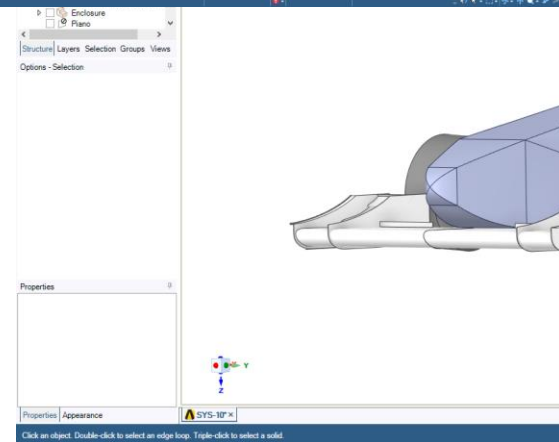 Enclosure
Piano
Structure Layers Selection Groups Views
Options - Selection
Properties
Y
Z
Properties Appearance
SYS-10*
Click an object. Double-click to select an edge loop. Triple-click to select a solid.